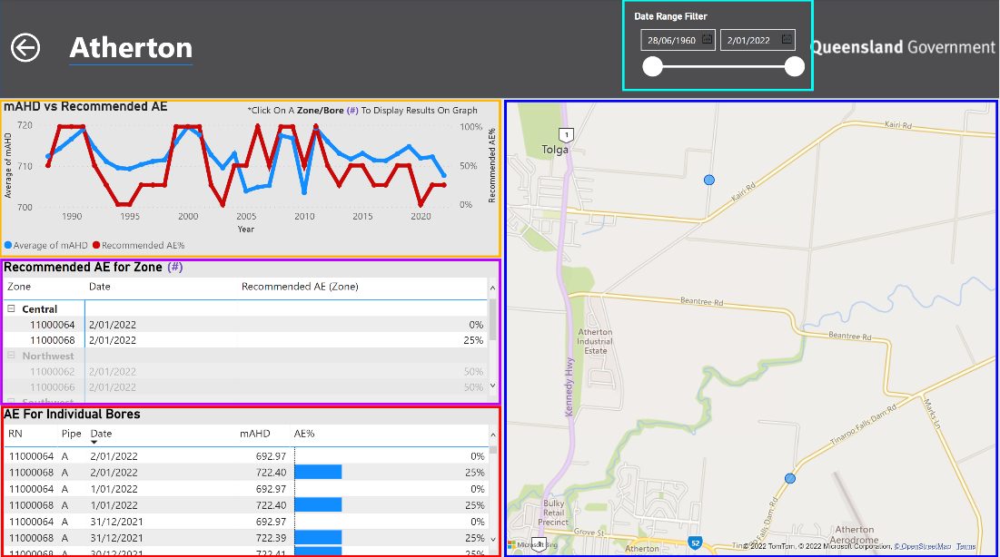 Atherton
Date Range Filter
28/06/1960 2/01/2022
Queensland Government
mAHD vs Recommended AE
*Click On A Zone/Bore (#) To Display Results On Graph
Average of mAHD
720
710
700
100%
50%
0%
Recommended AE%
1990 1995 2000 2005 2010 2015 2020
Year
Average of mAHD Recommended AE%
Recommended AE for Zone (#)
Zone Date Recommended AE (Zone)
Central
11000064 2/01/2022 0%
11000068 2/01/2022 25%
Northwest
11000062 2/01/2022 50%
11000066 2/01/2022 50%
Southwest
AE For Individual Bores
RN Pipe Date mAHD AE%
11000064 A 2/01/2022 692.97 0%
11000068 A 2/01/2022 722.40 25%
11000064 A 1/01/2022 692.97 0%
11000068 A 1/01/2022 722.40 25%
11000064 A 31/12/2021 692.97 0%
11000068 A 31/12/2021 722.39 25%
11000068 A 30/12/2021 722.41 25%
1
Tolga
Kairi Rd
Kairi Rd
Beantree Rd
Beantree Rd
Atherton
Industrial
Estate
Kennedy Hwy
Marks Ln
Tinaroo Falls Dam Rd
Tinaroo Falls Dam Rd
Bulky
Retail
Precinct
Grove St
Atherton
Aerodrome
Microsoft Bing
1
Atherton
52
© 2022 TomTom, © 2022 Microsoft Corporation, © OpenStreetMap Terms